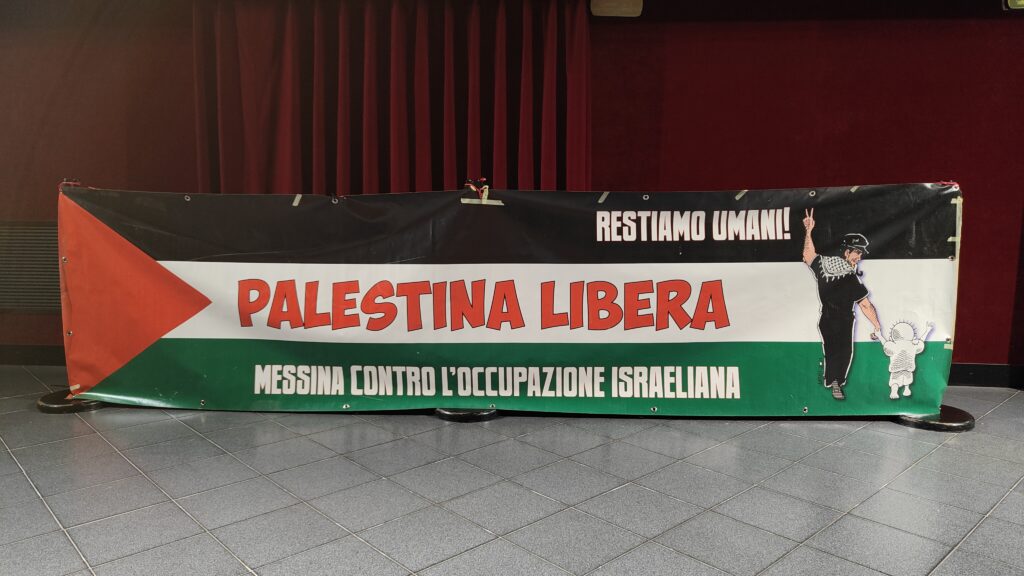 RESTIAMO UMANI!
PALESTINA LIBERA
MESSINA CONTRO L'OCCUPAZIONE ISRAELIANA